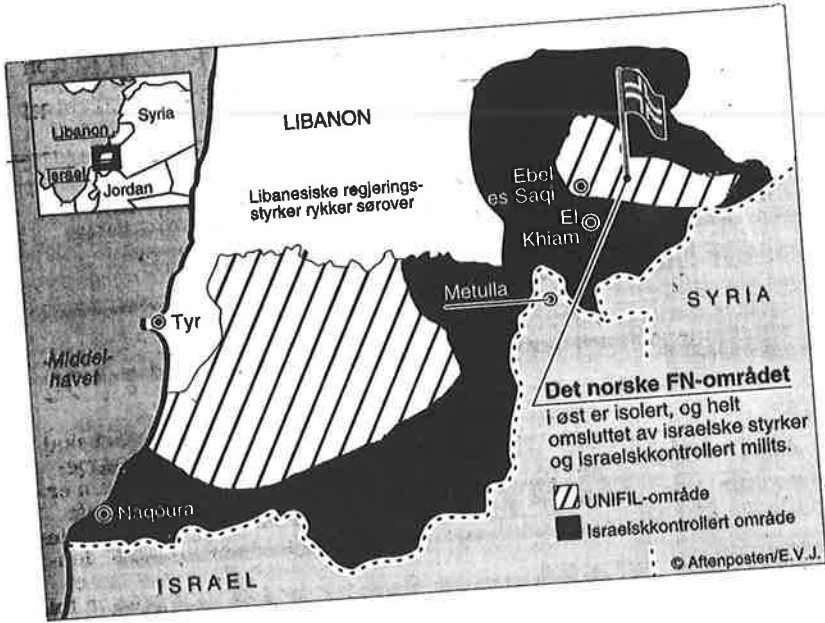 Libanon
Syria
Israel
Jordan
LIBANON
Libanesiske regjerings-
styrker rykker sørover
Ebel
es Saqi
El
Khiam
Metulla
SYRIA
Tyr
Middel-
havet
Det norske FN-området
i øst er isolert, og helt
omsluttet av israelske styrker
og israelskkontrollert milits.
UNIFIL-område
Israelskkontrollert område
Naqoura
ISRAEL
© Aftenposten/E.V.J.